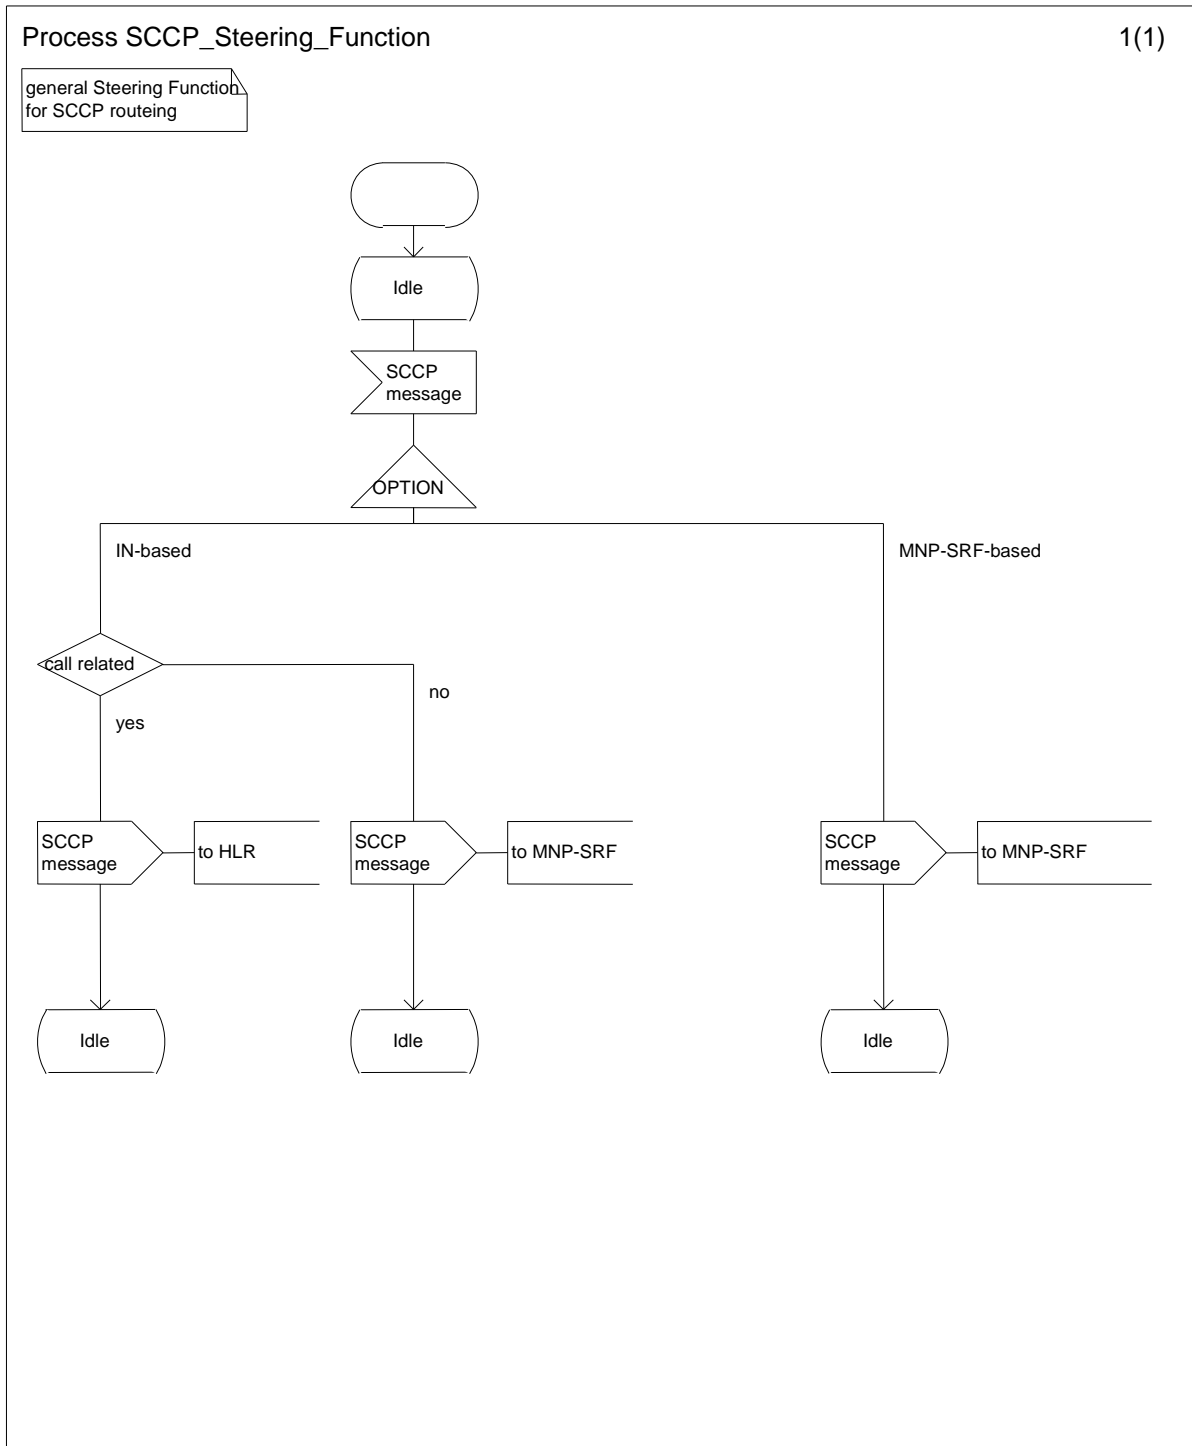 Process SCCP_Steering_Function
1(1)
general Steering Function
for SCCP routeing
Idle
SCCP
message
OPTION
IN-based
MNP-SRF-based
call related
no
yes
SCCP
message
to HLR
SCCP
message
to MNP-SRF
SCCP
message
to MNP-SRF
Idle
Idle
Idle